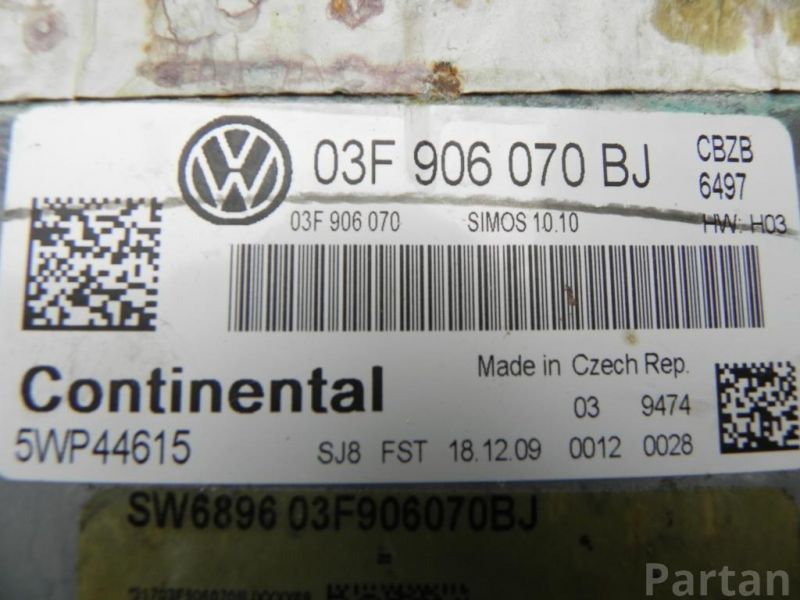 03F 906 070 BJ CBZB
6497
03F 906 070 SIMOS 10.10 HW: H03
Made in Czech Rep.
Continental 03 9474
5WP44615 SJ8 FST 18.12.09 0012 0028
SW6896 03F906070BJ
Partan